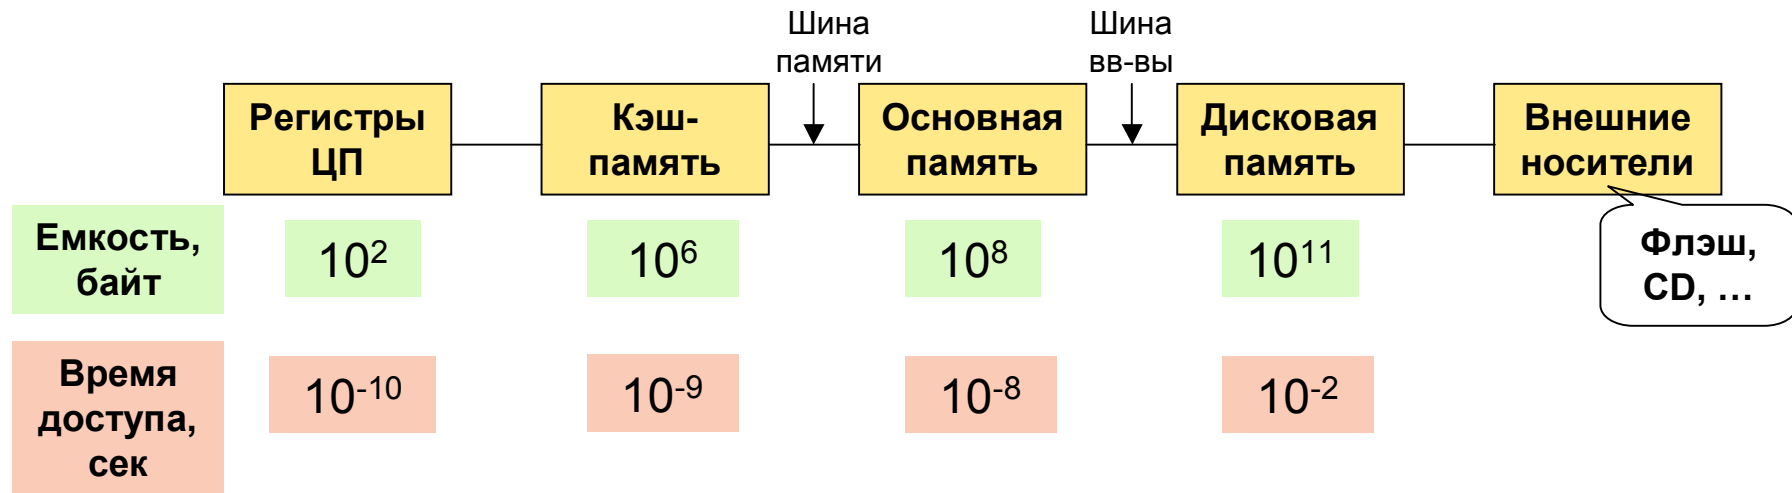 Шина
памяти
Шина
вв-вы
Регистры
ЦП
Кэш-
память
Основная
память
Дисковая
память
Внешние
носители
Емкость,
байт
10²
10⁶
10⁸
10¹¹
Флэш,
CD, …
Время
доступа,
сек
10⁻¹⁰
10⁻⁹
10⁻⁸
10⁻²